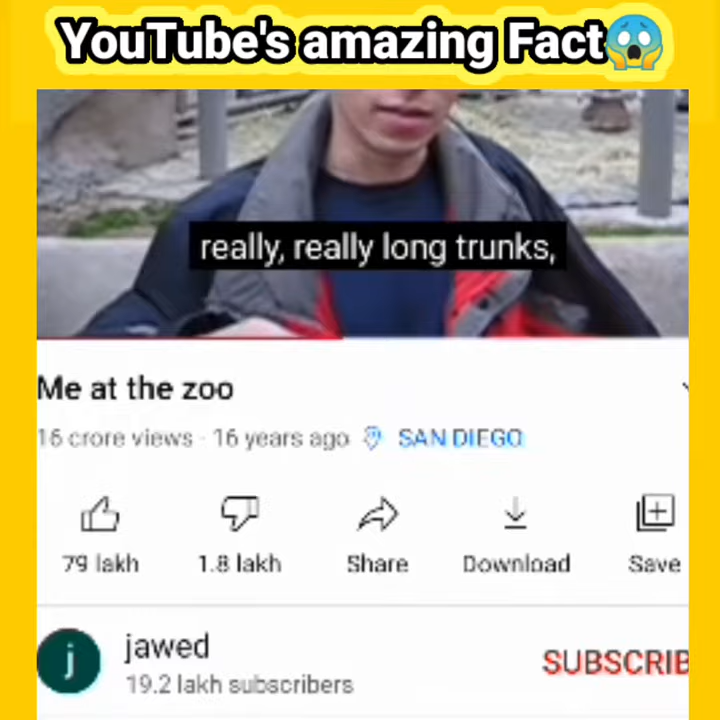 YouTube's amazing Fact😱
really, really long trunks,
Me at the zoo
16 crore views · 16 years ago SAN DIEGO
79 lakh 1.8 lakh Share Download Save
j jawed SUBSCRIB
19.2 lakh subscribers